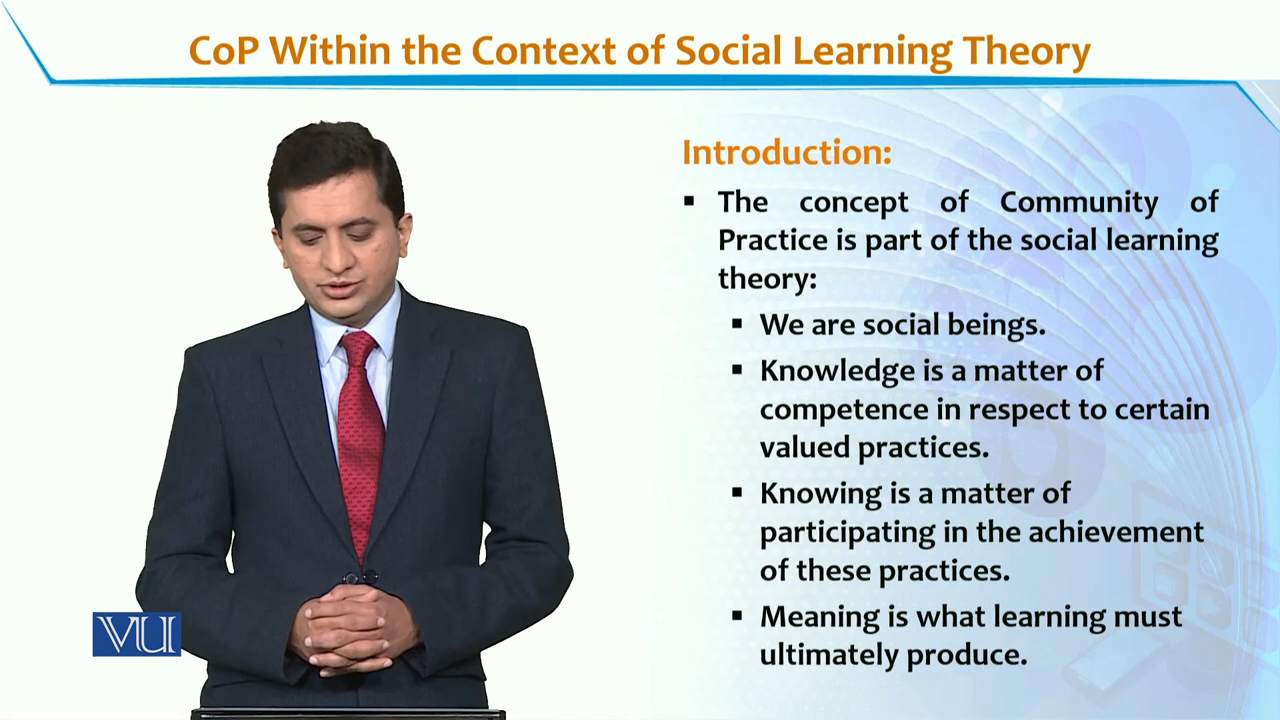 CoP Within the Context of Social Learning Theory
Introduction:
▪ The concept of Community of
Practice is part of the social learning
theory:
▪ We are social beings.
▪ Knowledge is a matter of
competence in respect to certain
valued practices.
▪ Knowing is a matter of
participating in the achievement
of these practices.
▪ Meaning is what learning must
ultimately produce.
VU